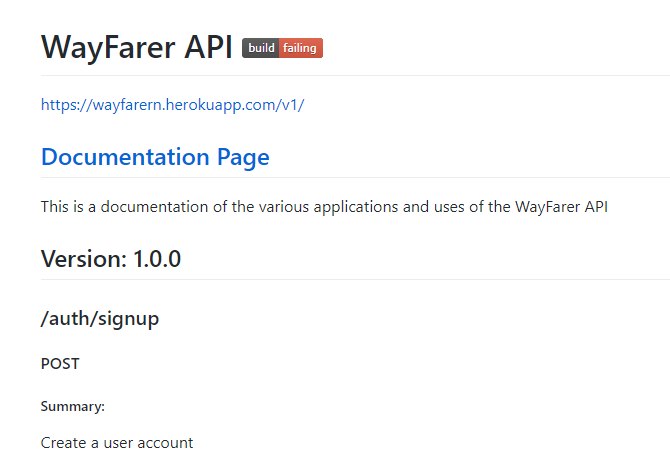 WayFarer API build failing
https://wayfarern.herokuapp.com/v1/
Documentation Page
This is a documentation of the various applications and uses of the WayFarer API
Version: 1.0.0
/auth/signup
POST
Summary:
Create a user account